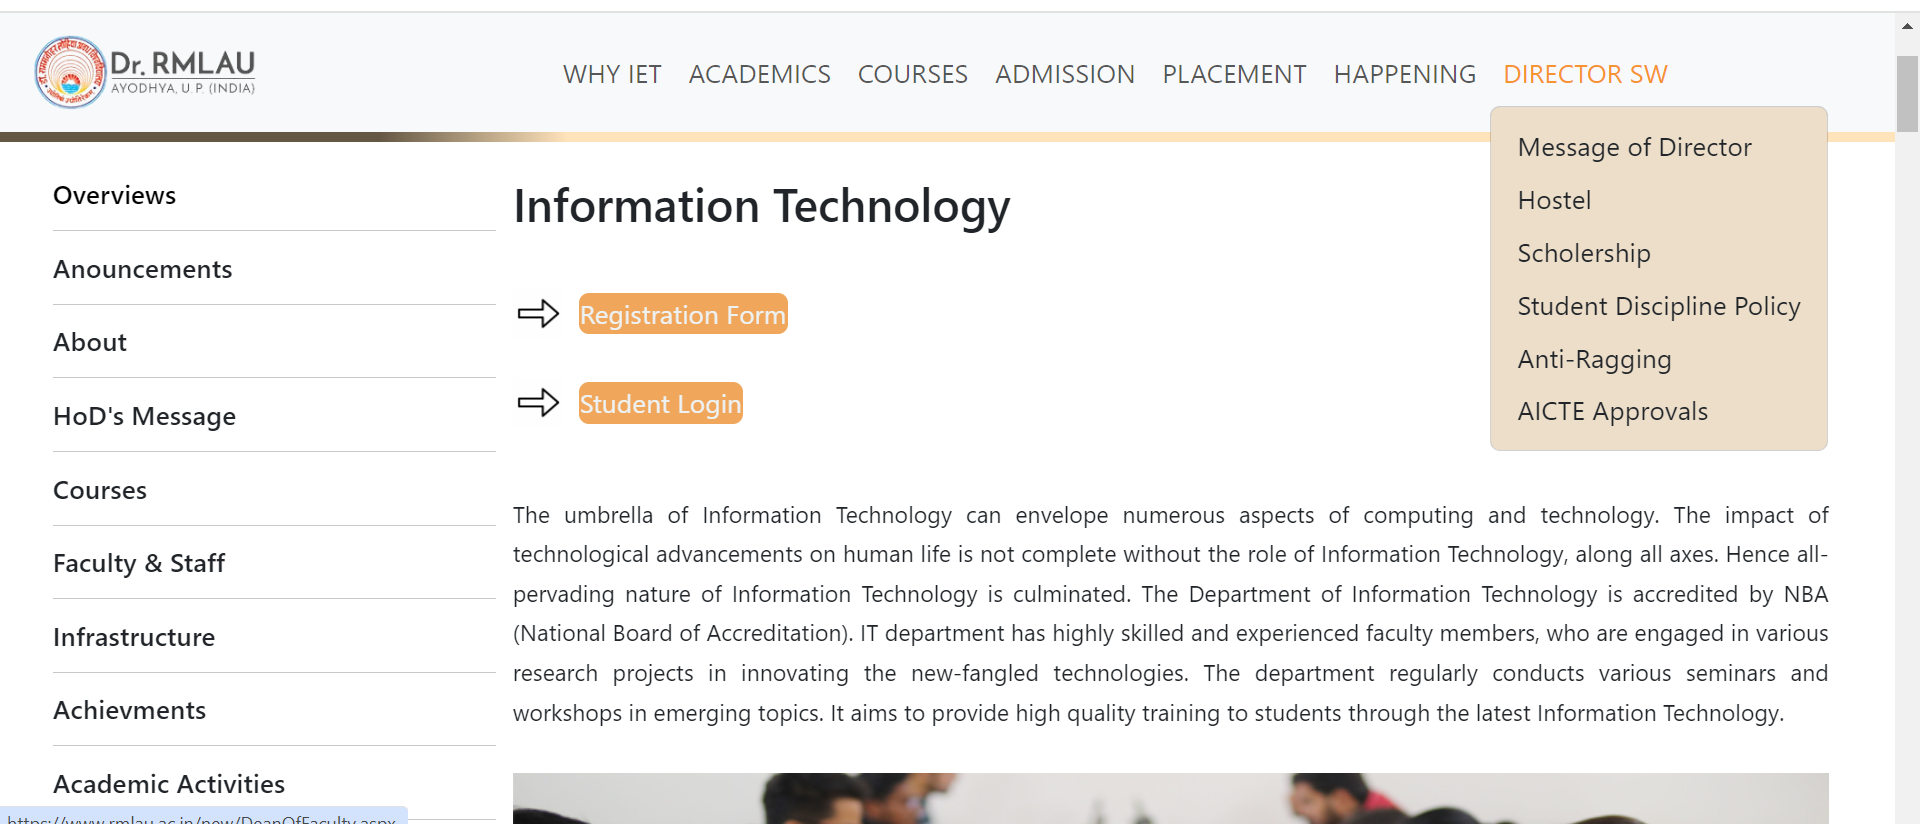 Dr. RMLAU
AYODHYA, U. P. (INDIA)
WHY IET ACADEMICS COURSES ADMISSION PLACEMENT HAPPENING DIRECTOR SW
Message of Director
Hostel
Scholership
Student Discipline Policy
Anti-Ragging
AICTE Approvals
Overviews
Anouncements
About
HoD's Message
Courses
Faculty & Staff
Infrastructure
Achievments
Academic Activities
Information Technology
Registration Form
Student Login
The umbrella of Information Technology can envelope numerous aspects of computing and technology. The impact of
technological advancements on human life is not complete without the role of Information Technology, along all axes. Hence all-
pervading nature of Information Technology is culminated. The Department of Information Technology is accredited by NBA
(National Board of Accreditation). IT department has highly skilled and experienced faculty members, who are engaged in various
research projects in innovating the new-fangled technologies. The department regularly conducts various seminars and
workshops in emerging topics. It aims to provide high quality training to students through the latest Information Technology.
https://www.rmlau.ac.in/new/DeanOfFaculty.aspx